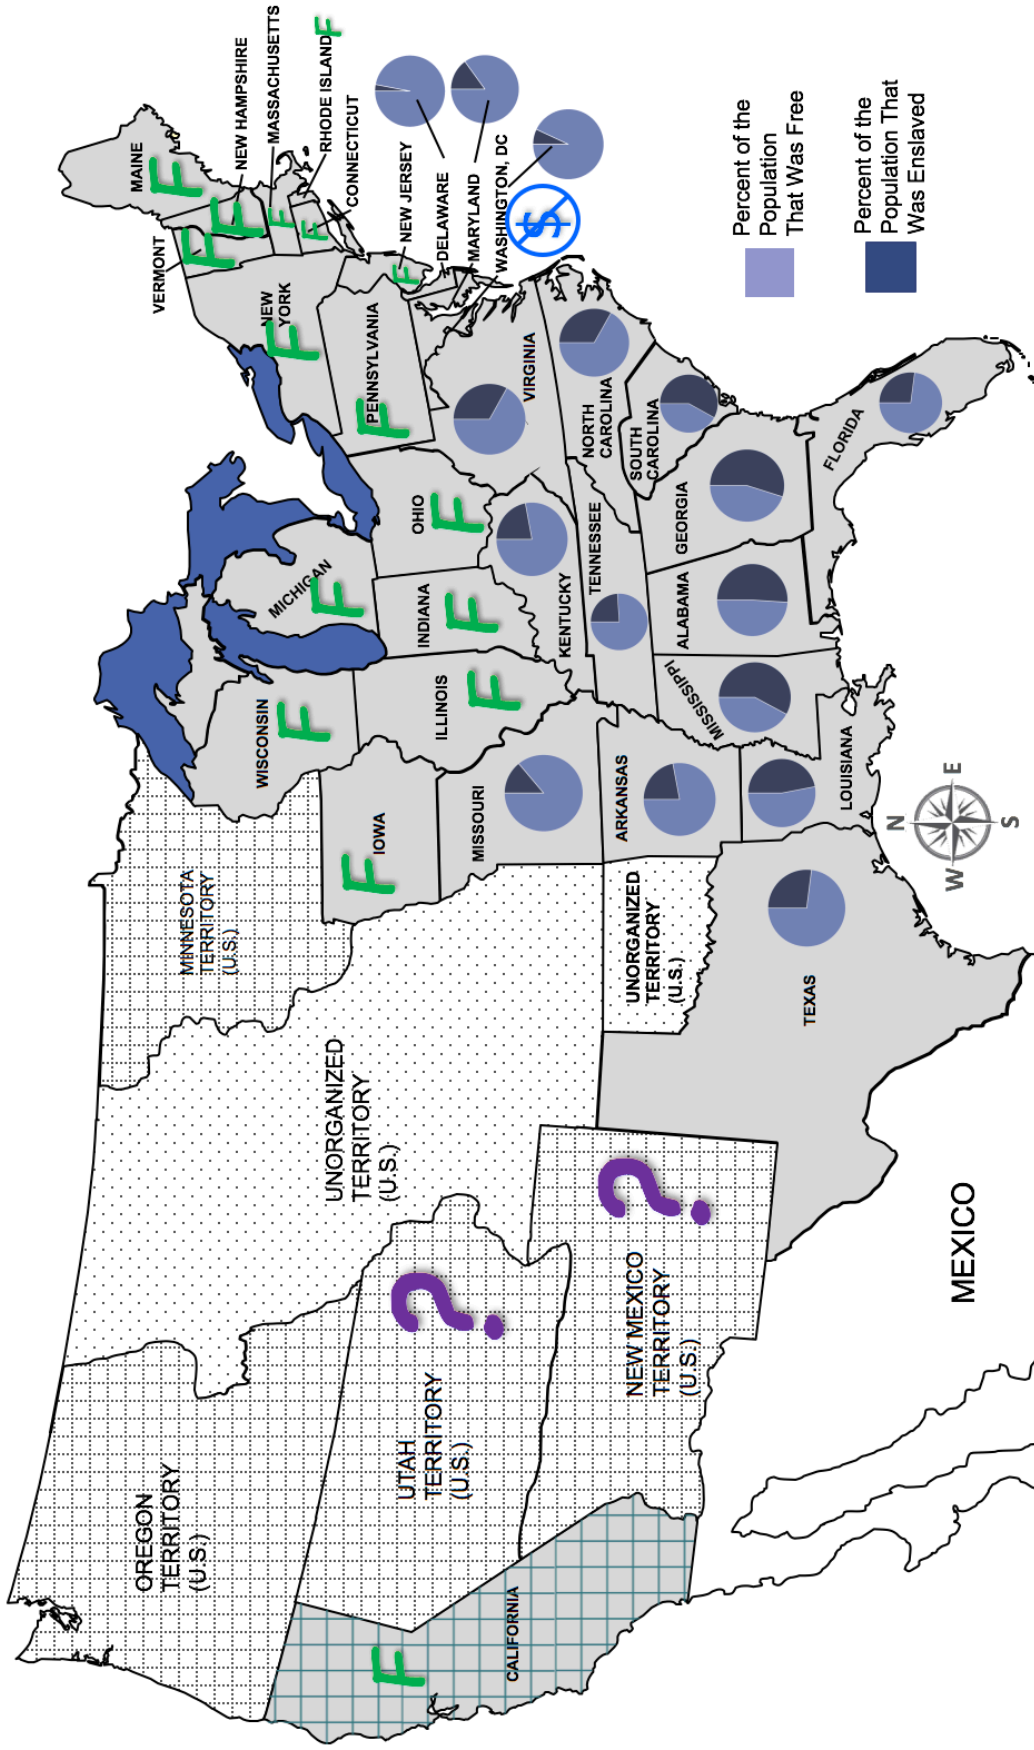 OREGON
TERRITORY
(U.S.)
MINNESOTA
TERRITORY
(U.S.)
UNORGANIZED
TERRITORY
(U.S.)
UTAH
TERRITORY
(U.S.)
?
NEW MEXICO
TERRITORY
(U.S.)
?
CALIFORNIA
F
UNORGANIZED
TERRITORY
(U.S.)
TEXAS
MEXICO
WISCONSIN
F
IOWA
F
MICHIGAN
F
ILLINOIS
F
INDIANA
F
OHIO
F
MISSOURI
ARKANSAS
LOUISIANA
KENTUCKY
TENNESSEE
MISSISSIPPI
ALABAMA
GEORGIA
FLORIDA
SOUTH
CAROLINA
NORTH
CAROLINA
VIRGINIA
PENNSYLVANIA
F
NEW
YORK
F
VERMONT
F
MAINE
F
NEW HAMPSHIRE
F
MASSACHUSETTS
F
RHODE ISLAND
F
CONNECTICUT
F
NEW JERSEY
F
DELAWARE
MARYLAND
WASHINGTON, DC
$
Percent of the
Population
That Was Free
Percent of the
Population That
Was Enslaved
N
W
E
S